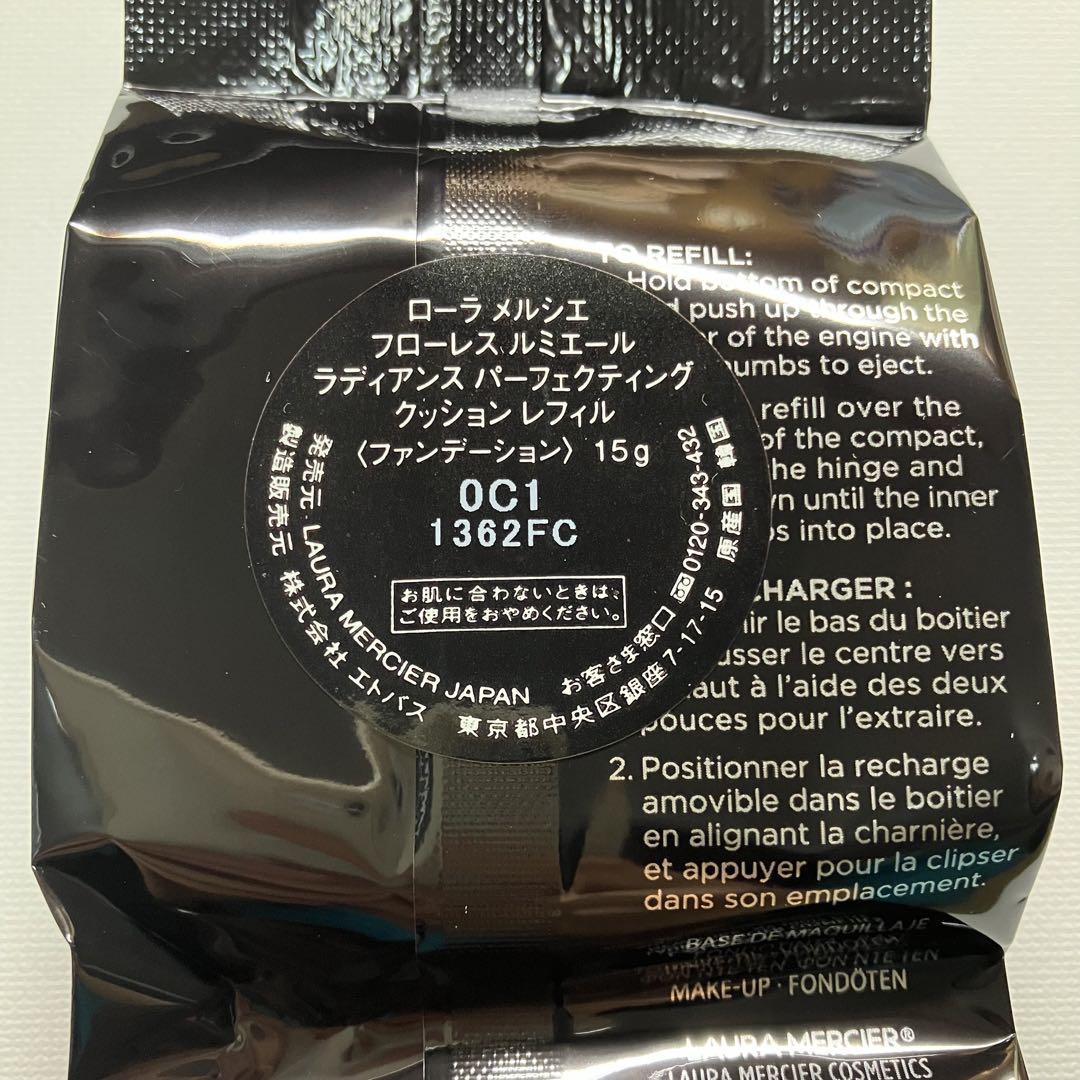 ローラ メルシエ
フローレス ルミエール
ラディアンス パーフェクティング
クッション レフィル
〈ファンデーション〉 15g
0C1
1362FC
お肌に合わないときは、
ご使用をおやめください。
発売元 LAURA MERCIER JAPAN お客さま窓口 0120-343-432
製造販売元 株式会社 エトバス 東京都中央区銀座7-17-15 原産国 韓国
TO REFILL:
Hold bottom of compact
push up through the
of the engine with
to eject.
refill over the
of the compact,
hinge and
until the inner
into place.
le bas du boitier
le centre vers
à l'aide des deux
pouces pour l'extraire.
2. Positionner la recharge
amovible dans le boitier
en alignant la charnière,
et appuyer pour la clipser
dans son emplacement.
BASE DE MAQUILLAJE
MAKE-UP · FONDÖTEN
LAURA MERCIER®
LAURA MERCIER COSMETICS